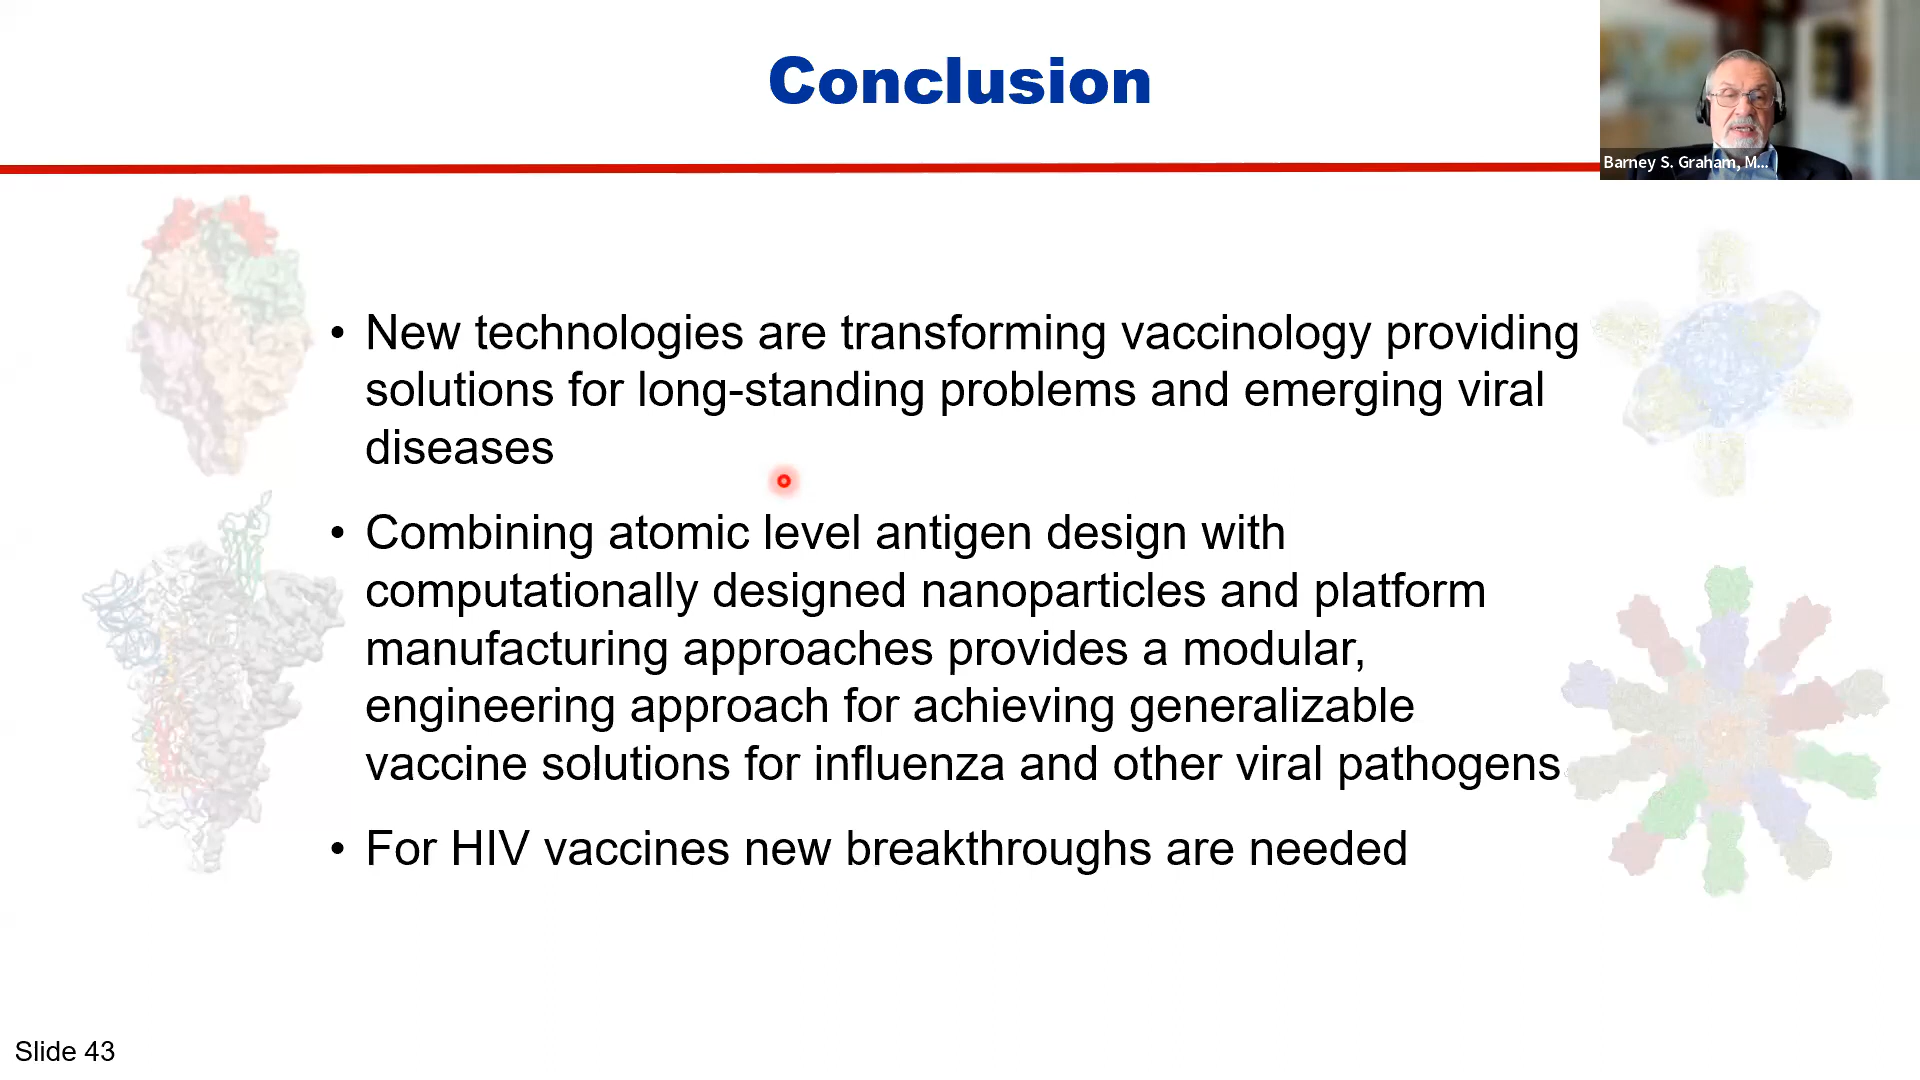 Conclusion
Barney S. Graham, M...
• New technologies are transforming vaccinology providing
solutions for long-standing problems and emerging viral
diseases
• Combining atomic level antigen design with
computationally designed nanoparticles and platform
manufacturing approaches provides a modular,
engineering approach for achieving generalizable
vaccine solutions for influenza and other viral pathogens
• For HIV vaccines new breakthroughs are needed
Slide 43